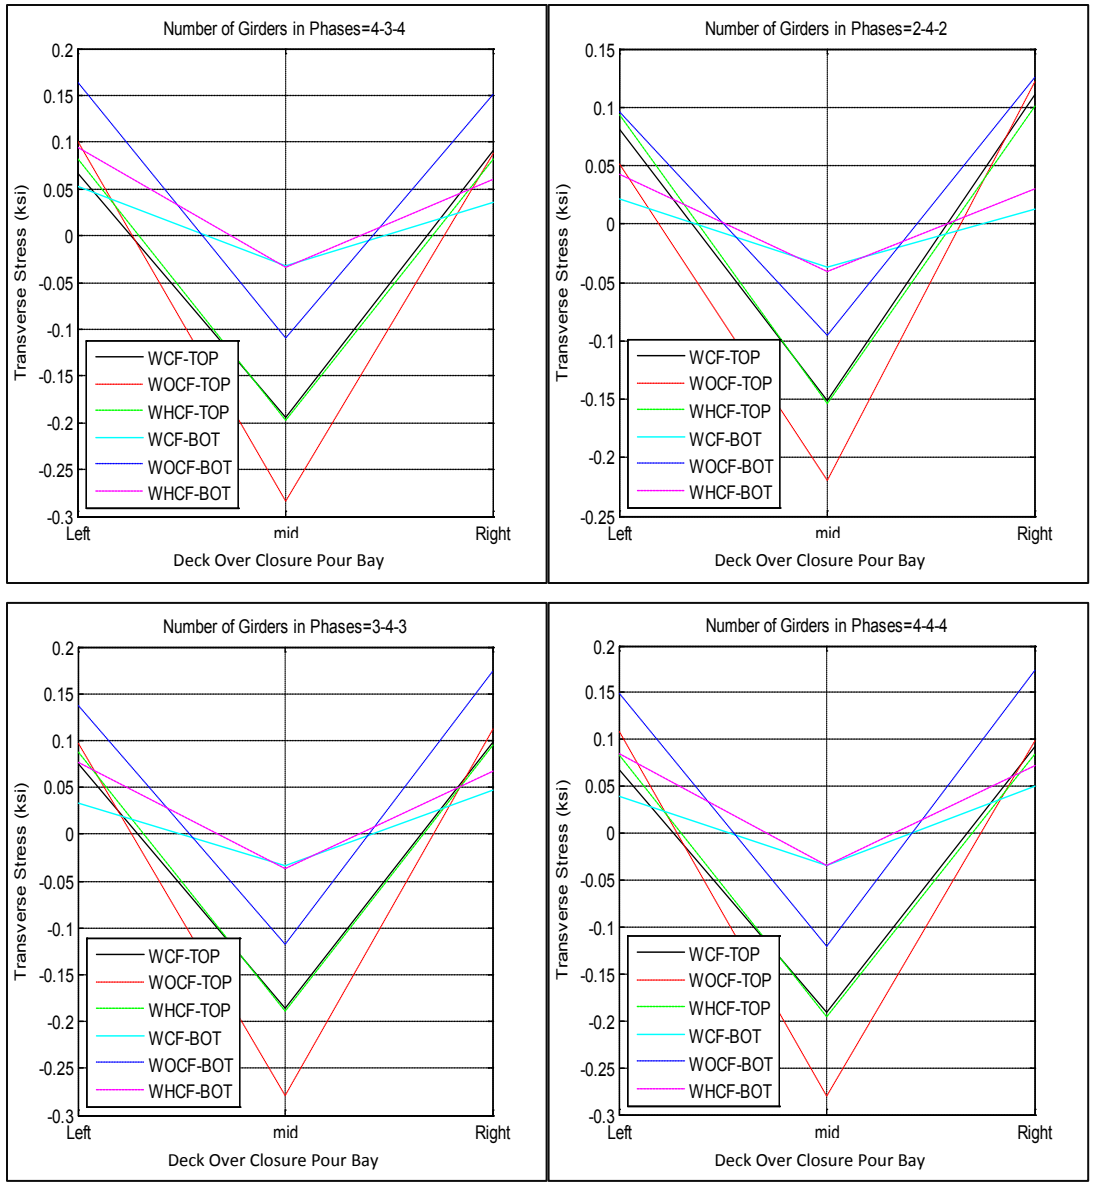 Number of Girders in Phases=4-3-4
0.2
0.15
0.1
0.05
0
-0.05
-0.1
-0.15
-0.2
-0.25
-0.3
Transverse Stress (ksi)
WCF-TOP
WOCF-TOP
WHCF-TOP
WCF-BOT
WOCF-BOT
WHCF-BOT
Left mid Right
Deck Over Closure Pour Bay
Number of Girders in Phases=2-4-2
0.15
0.1
0.05
0
-0.05
-0.1
-0.15
-0.2
-0.25
Transverse Stress (ksi)
WCF-TOP
WOCF-TOP
WHCF-TOP
WCF-BOT
WOCF-BOT
WHCF-BOT
Left mid Right
Deck Over Closure Pour Bay
Number of Girders in Phases=3-4-3
0.2
0.15
0.1
0.05
0
-0.05
-0.1
-0.15
-0.2
-0.25
-0.3
Transverse Stress (ksi)
WCF-TOP
WOCF-TOP
WHCF-TOP
WCF-BOT
WOCF-BOT
WHCF-BOT
Left mid Right
Deck Over Closure Pour Bay
Number of Girders in Phases=4-4-4
0.2
0.15
0.1
0.05
0
-0.05
-0.1
-0.15
-0.2
-0.25
-0.3
Transverse Stress (ksi)
WCF-TOP
WOCF-TOP
WHCF-TOP
WCF-BOT
WOCF-BOT
WHCF-BOT
Left mid Right
Deck Over Closure Pour Bay